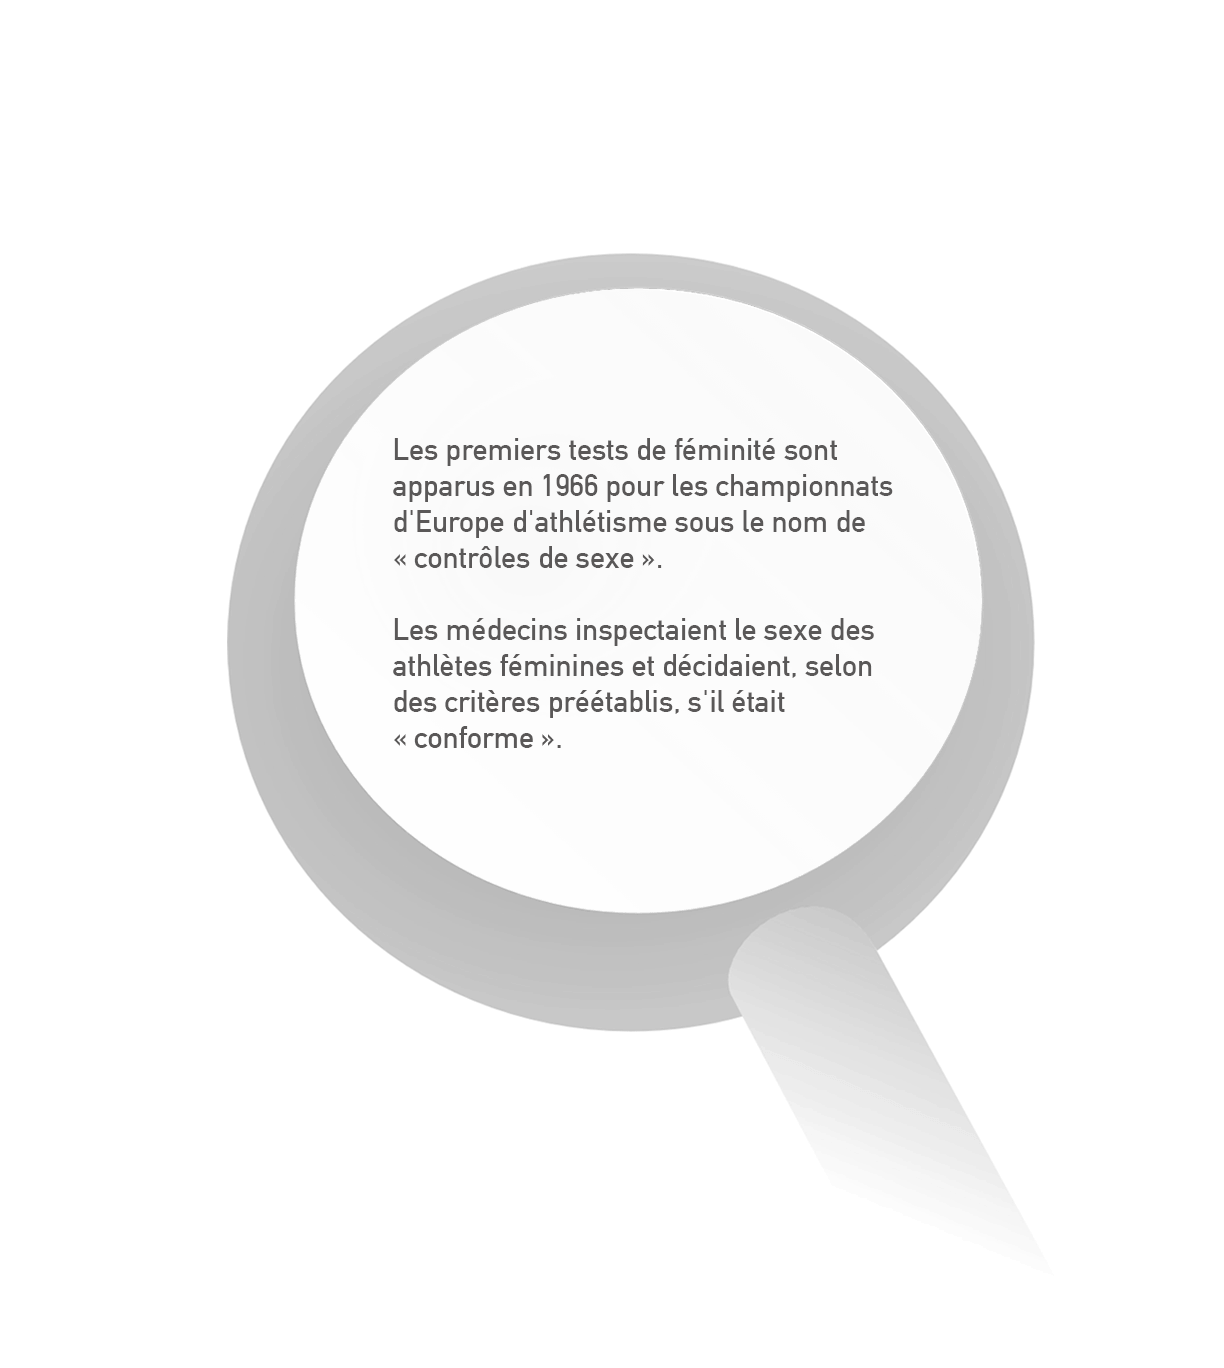 Les premiers tests de féminité sont
apparus en 1966 pour les championnats
d'Europe d'athlétisme sous le nom de
« contrôles de sexe ».
Les médecins inspectaient le sexe des
athlètes féminines et décidaient, selon
des critères préétablis, s'il était
« conforme ».